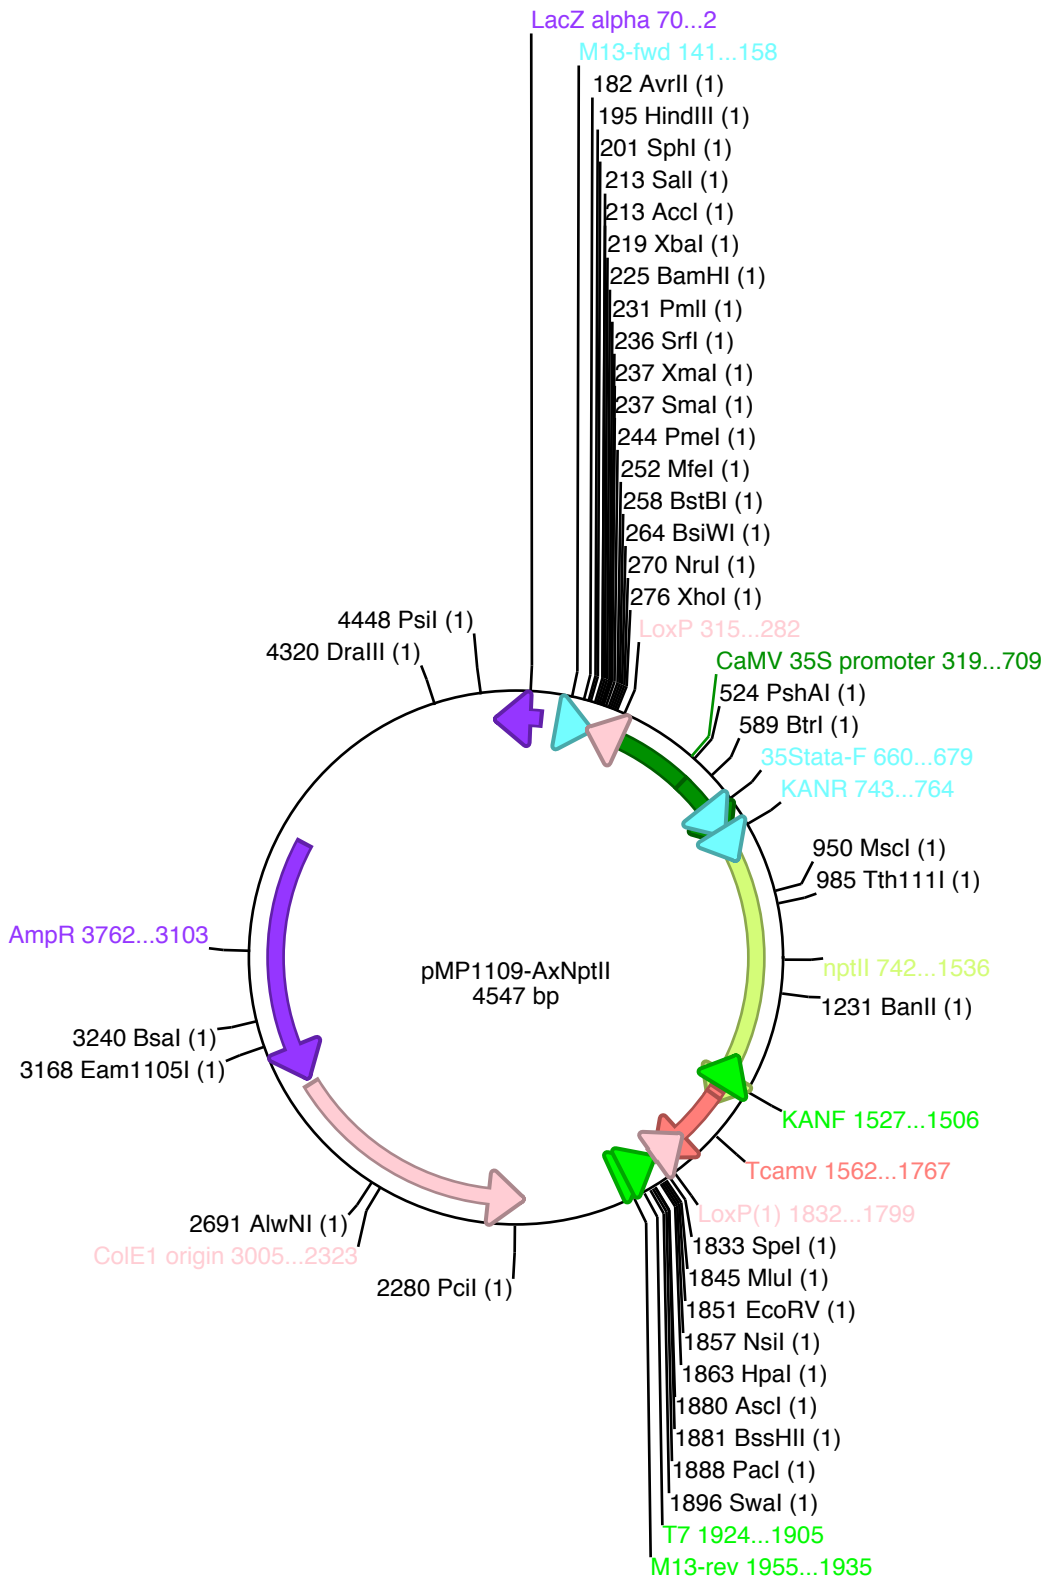 LacZ alpha 70...2
M13-fwd 141...158
182 AvrII (1)
195 HindIII (1)
201 SphI (1)
213 SalI (1)
213 AccI (1)
219 XbaI (1)
225 BamHI (1)
231 PmlI (1)
236 SrfI (1)
237 XmaI (1)
237 SmaI (1)
244 PmeI (1)
252 MfeI (1)
258 BstBI (1)
264 BsiWI (1)
270 NruI (1)
276 XhoI (1)
LoxP 315...282
4448 PsiI (1)
4320 DraIII (1)
CaMV 35S promoter 319...709
524 PshAI (1)
589 BtrI (1)
35Stata-F 660...679
KANR 743...764
950 MscI (1)
985 Tth111I (1)
AmpR 3762...3103
pMP1109-AxNptII
4547 bp
nptII 742...1536
1231 BanII (1)
3240 BsaI (1)
3168 Eam1105I (1)
KANF 1527...1506
Tcamv 1562...1767
LoxP(1) 1832...1799
2691 AlwNI (1)
ColE1 origin 3005...2323
2280 PciI (1)
1833 SpeI (1)
1845 MluI (1)
1851 EcoRV (1)
1857 NsiI (1)
1863 HpaI (1)
1880 AscI (1)
1881 BssHII (1)
1888 PacI (1)
1896 SwaI (1)
T7 1924...1905
M13-rev 1955...1935